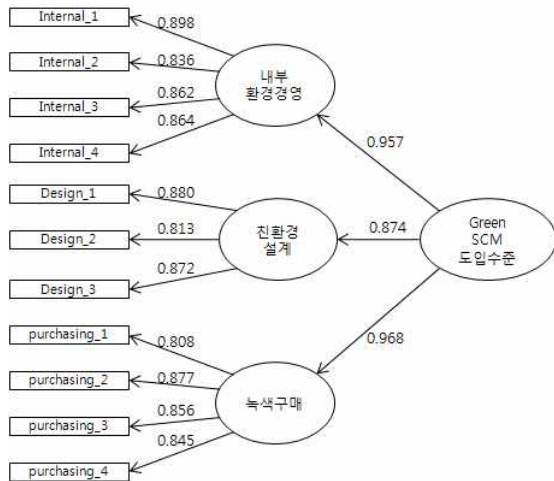 Internal_1
0.898
Internal_2
0.836
내부
환경경영
Internal_3
0.862
Internal_4
0.864
0.957
Design_1
0.880
Design_2
0.813
친환경
설계
0.874
Green
SCM
도입수준
Design_3
0.872
purchasing_1
0.808
0.968
purchasing_2
0.877
녹색구매
purchasing_3
0.856
purchasing_4
0.845